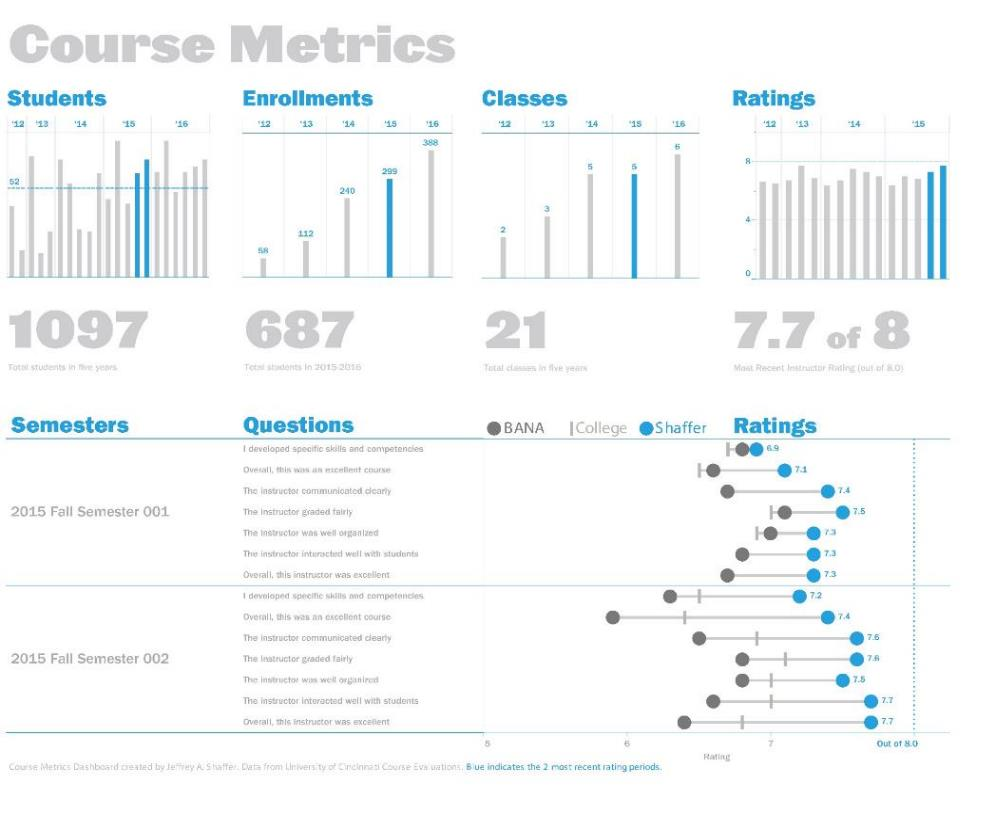 Course Metrics
Students Enrollments Classes Ratings
'12 '13 '14 '15 '16 '12 '13 '14 '15 '16 '12 '13 '14 '15 '16 '12 '13 '14 '15
52
58 112 240 299 388
2 3 5 5 6
8
4
0
1097 687 21 7.7 of 8
Total students in five years Total students in 2015-2016 Total classes in five years Most Recent Instructor Rating (out of 8.0)
Semesters Questions BANA College Shaffer Ratings
I developed specific skills and competencies 6.9
Overall, this was an excellent course 7.1
The instructor communicated clearly 7.4
2015 Fall Semester 001 The instructor graded fairly 7.5
The instructor was well organized 7.3
The instructor interacted well with students 7.3
Overall, this instructor was excellent 7.3
I developed specific skills and competencies 7.2
Overall, this was an excellent course 7.4
The instructor communicated clearly 7.6
2015 Fall Semester 002 The instructor graded fairly 7.6
The instructor was well organized 7.5
The instructor interacted well with students 7.7
Overall, this instructor was excellent 7.7
5 6 7 Out of 8.0
Rating
Course Metrics Dashboard created by Jeffrey A. Shaffer. Data from University of Cincinnati Course Evaluations. Blue indicates the 2 most recent rating periods.